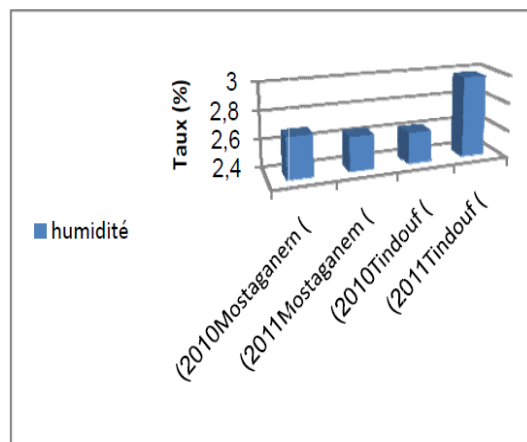 Taux (%)
3
2,8
2,6
2,4
(2010Mostaganem (
(2011Mostaganem (
(2010Tindouf (
(2011Tindouf (
humidité